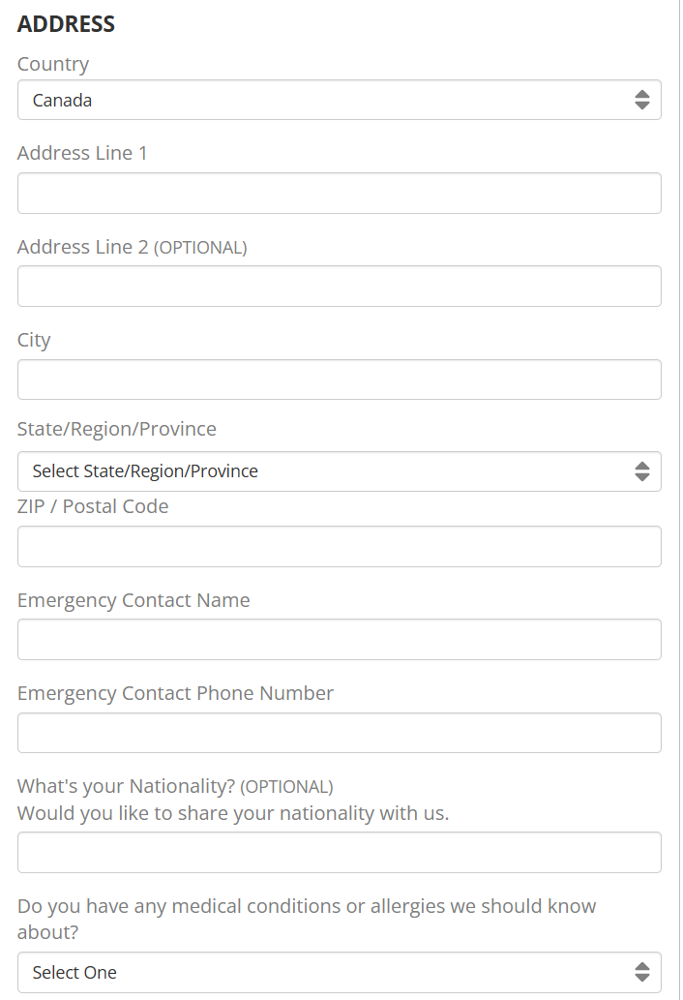 ADDRESS
Country
Canada
Address Line 1
Address Line 2 (OPTIONAL)
City
State/Region/Province
Select State/Region/Province
ZIP / Postal Code
Emergency Contact Name
Emergency Contact Phone Number
What's your Nationality? (OPTIONAL)
Would you like to share your nationality with us.
Do you have any medical conditions or allergies we should know
about?
Select One